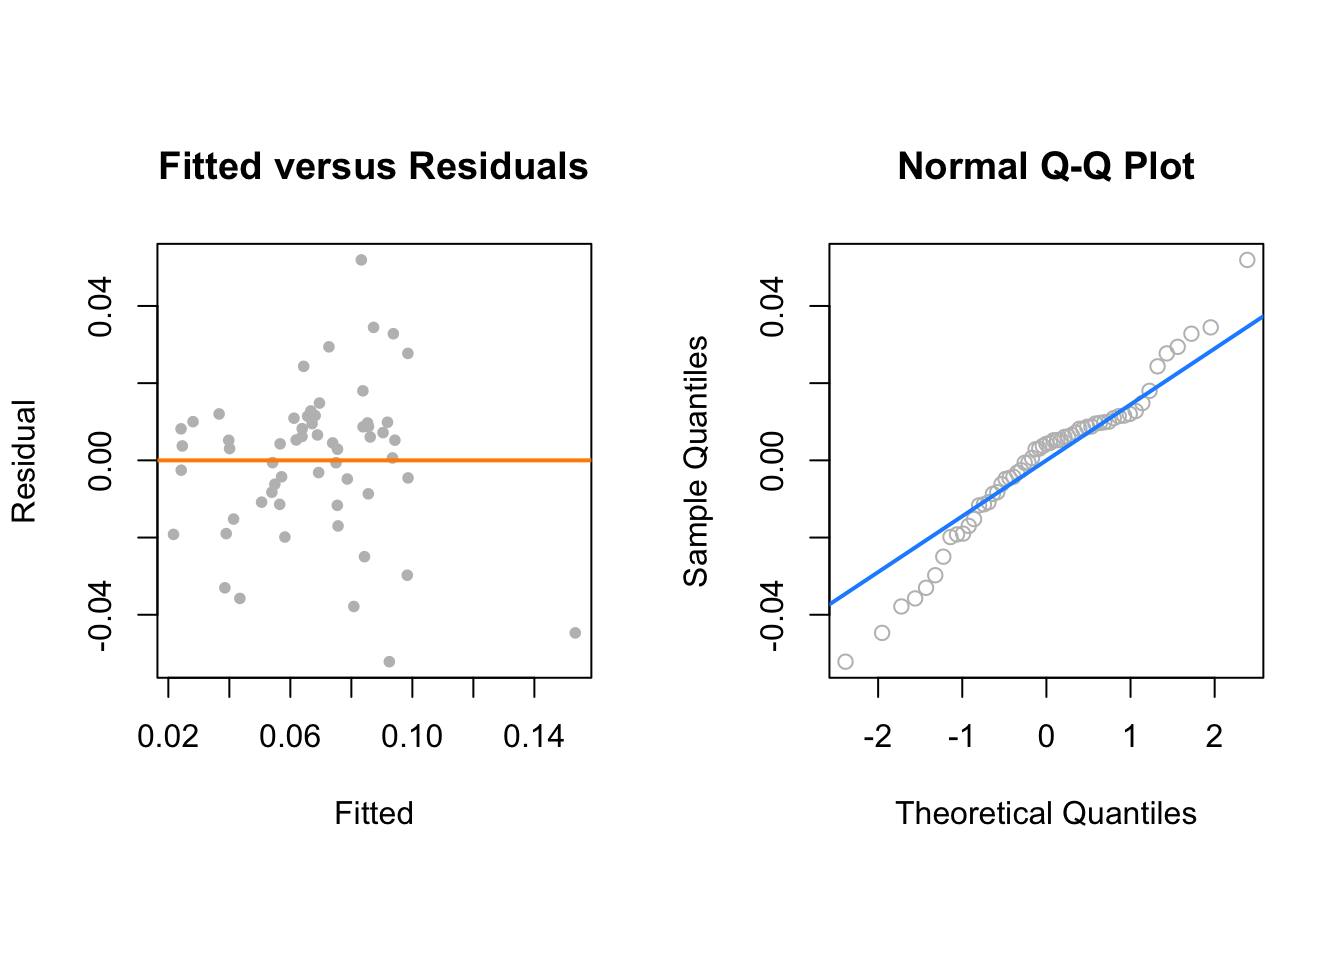 Fitted versus Residuals
Residual
0.04
0.00
-0.04
0.02 0.06 0.10 0.14
Fitted
Normal Q-Q Plot
Sample Quantiles
0.04
0.00
-0.04
-2 -1 0 1 2
Theoretical Quantiles